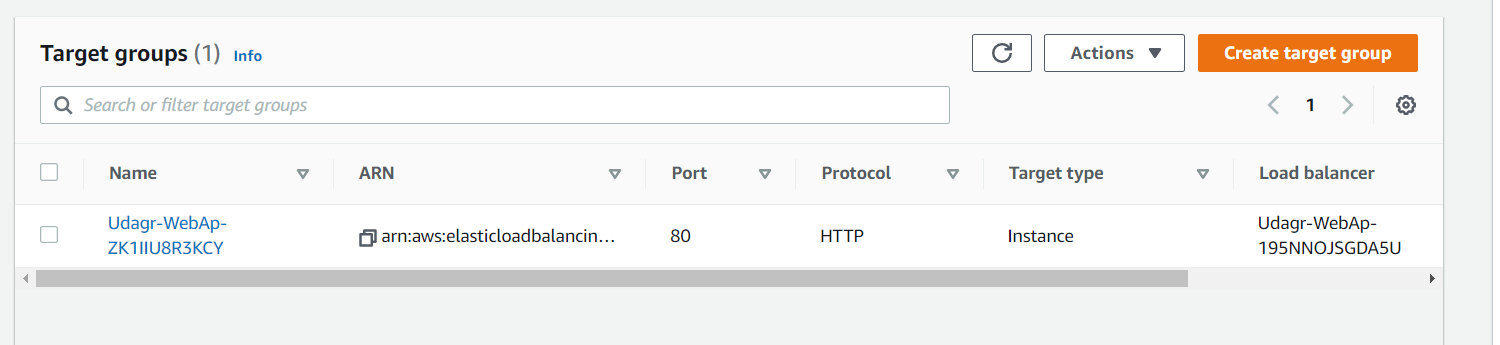 Target groups (1) Info
Actions
Create target group
Search or filter target groups
1
Name ARN Port Protocol Target type Load balancer
Udagr-WebAp- Udagr-WebAp-
arn:aws:elasticloadbalancin... 80 HTTP Instance
ZK1IIU8R3KCY 195NNOJSGDA5U